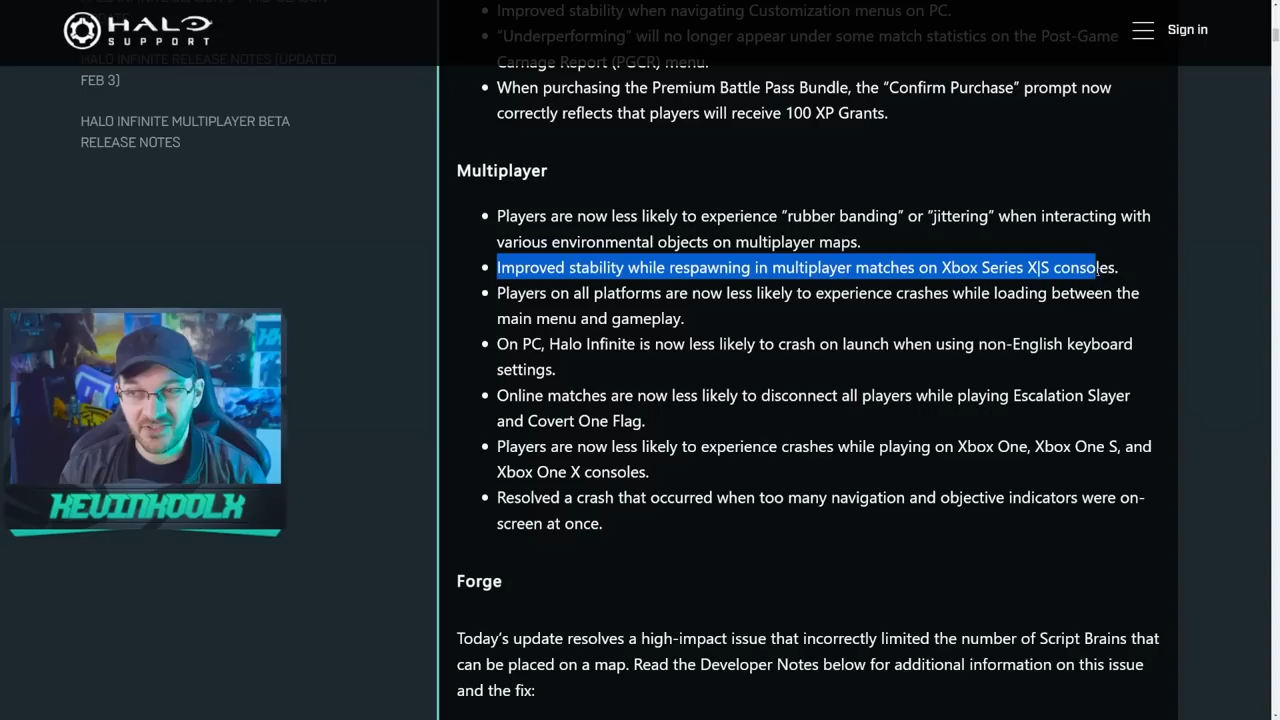 HALO
SUPPORT
Sign in
HALO INFINITE RELEASE NOTES [UPDATED
FEB 3]
HALO INFINITE MULTIPLAYER BETA
RELEASE NOTES
• Improved stability when navigating Customization menus on PC.
• “Underperforming” will no longer appear under some match statistics on the Post-Game
Carnage Report (PGCR) menu.
• When purchasing the Premium Battle Pass Bundle, the “Confirm Purchase” prompt now
correctly reflects that players will receive 100 XP Grants.
Multiplayer
• Players are now less likely to experience “rubber banding” or “jittering” when interacting with
various environmental objects on multiplayer maps.
• Improved stability while respawning in multiplayer matches on Xbox Series X|S consoles.
• Players on all platforms are now less likely to experience crashes while loading between the
main menu and gameplay.
• On PC, Halo Infinite is now less likely to crash on launch when using non-English keyboard
settings.
• Online matches are now less likely to disconnect all players while playing Escalation Slayer
and Covert One Flag.
• Players are now less likely to experience crashes while playing on Xbox One, Xbox One S, and
Xbox One X consoles.
• Resolved a crash that occurred when too many navigation and objective indicators were on-
screen at once.
Forge
Today’s update resolves a high-impact issue that incorrectly limited the number of Script Brains that
can be placed on a map. Read the Developer Notes below for additional information on this issue
and the fix:
KEVINKOOLX